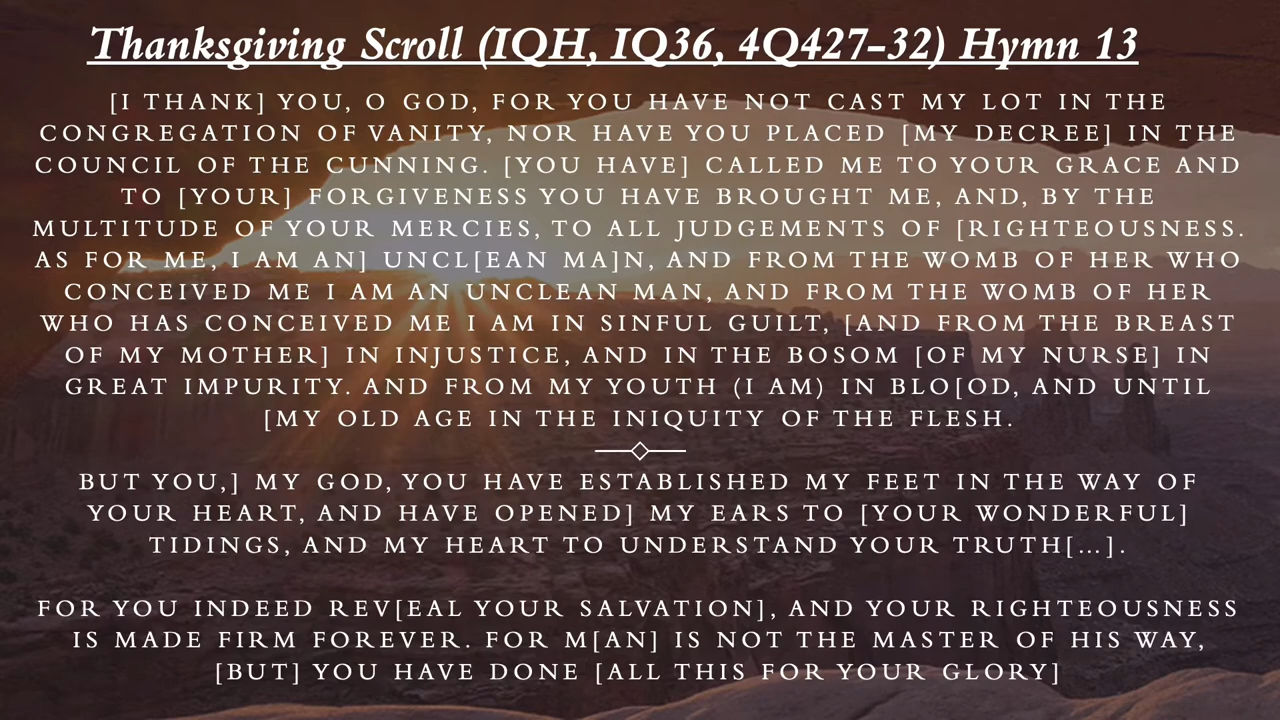 Thanksgiving Scroll (IQH, IQ36, 4Q427-32) Hymn 13
[I THANK] YOU, O GOD, FOR YOU HAVE NOT CAST MY LOT IN THE
CONGREGATION OF VANITY, NOR HAVE YOU PLACED [MY DECREE] IN THE
COUNCIL OF THE CUNNING. [YOU HAVE] CALLED ME TO YOUR GRACE AND
TO [YOUR] FORGIVENESS YOU HAVE BROUGHT ME, AND, BY THE
MULTITUDE OF YOUR MERCIES, TO ALL JUDGEMENTS OF [RIGHTEOUSNESS.
AS FOR ME, I AM AN] UNCL[EAN MA]N, AND FROM THE WOMB OF HER WHO
CONCEIVED ME I AM AN UNCLEAN MAN, AND FROM THE WOMB OF HER
WHO HAS CONCEIVED ME I AM IN SINFUL GUILT, [AND FROM THE BREAST
OF MY MOTHER] IN INJUSTICE, AND IN THE BOSOM [OF MY NURSE] IN
GREAT IMPURITY. AND FROM MY YOUTH (I AM) IN BLO[OD, AND UNTIL
[MY OLD AGE IN THE INIQUITY OF THE FLESH.
BUT YOU,] MY GOD, YOU HAVE ESTABLISHED MY FEET IN THE WAY OF
YOUR HEART, AND HAVE OPENED] MY EARS TO [YOUR WONDERFUL]
TIDINGS, AND MY HEART TO UNDERSTAND YOUR TRUTH[...].
FOR YOU INDEED REV[EAL YOUR SALVATION], AND YOUR RIGHTEOUSNESS
IS MADE FIRM FOREVER. FOR M[AN] IS NOT THE MASTER OF HIS WAY,
[BUT] YOU HAVE DONE [ALL THIS FOR YOUR GLORY]